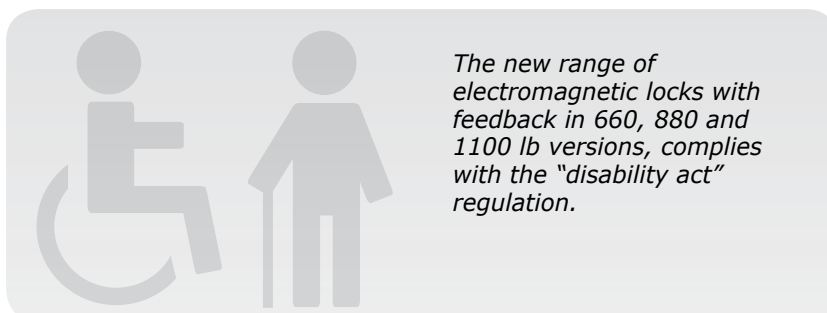 The new range of
electromagnetic locks with
feedback in 660, 880 and
1100 lb versions, complies
with the “disability act”
regulation.